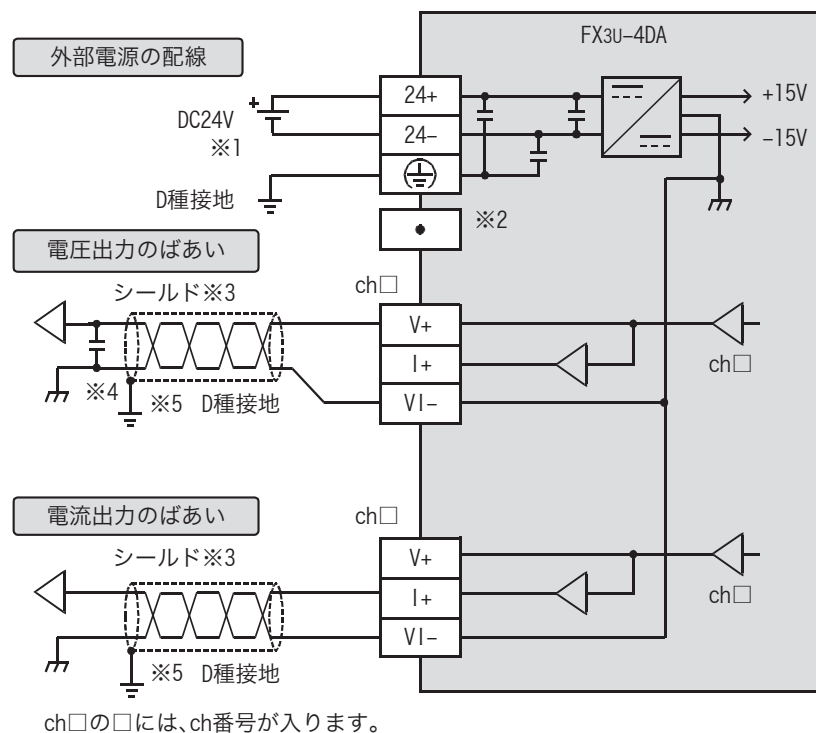 FX3U-4DA
外部電源の配線
DC24V
※1
24+
24-
+15V
-15V
D種接地
※2
電圧出力のばあい
シールド※3
ch□
V+
I+
VI-
ch□
※4
※5 D種接地
電流出力のばあい
シールド※3
ch□
V+
I+
VI-
ch□
※5 D種接地
ch□の□には、ch番号が入ります。